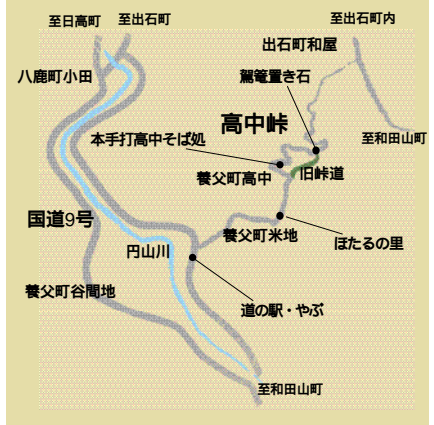 至日高町
至出石町
至出石町内
出石町和屋
八鹿町小田
駕篭置き石
高中峠
本手打高中そば処
至和田山町
養父町高中
旧峠道
国道9号
養父町米地
ほたるの里
円山川
養父町谷間地
道の駅・やぶ
至和田山町